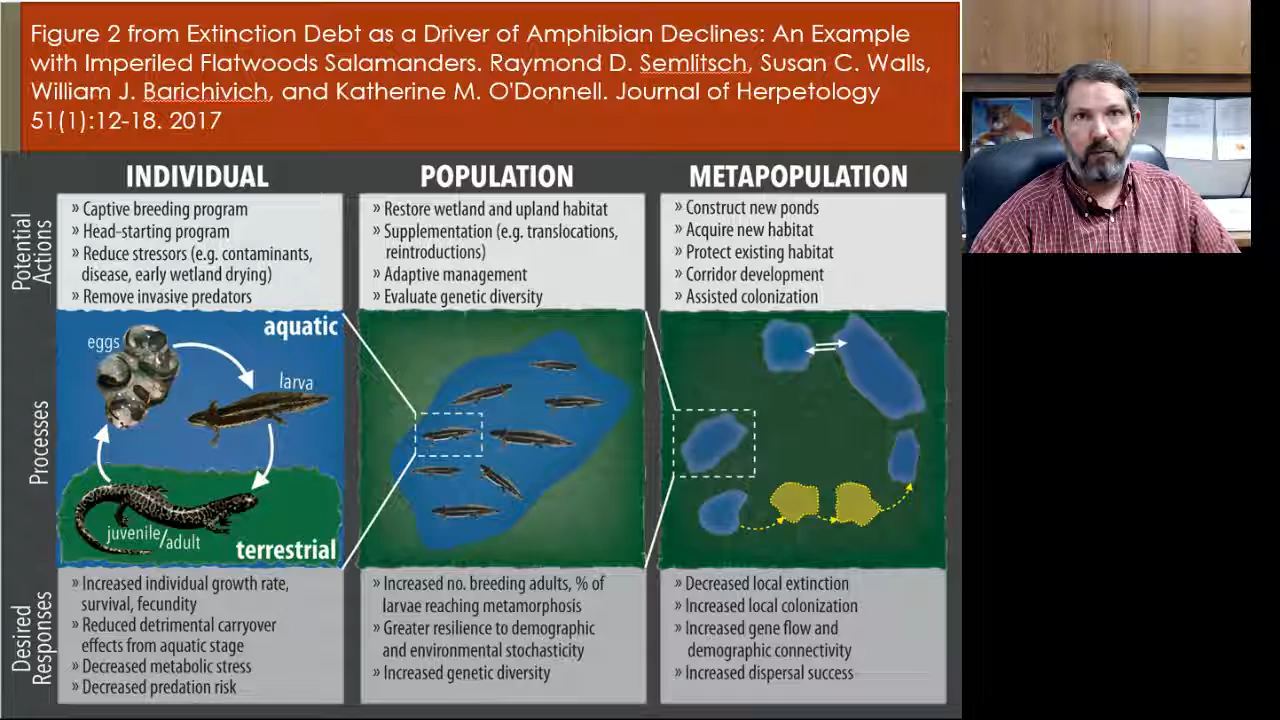 Figure 2 from Extinction Debt as a Driver of Amphibian Declines: An Example
with Imperiled Flatwoods Salamanders. Raymond D. Semlitsch, Susan C. Walls,
William J. Barichivich, and Katherine M. O'Donnell. Journal of Herpetology
51(1):12-18. 2017
INDIVIDUAL
POPULATION
METAPOPULATION
Potential
Actions
» Captive breeding program
» Head-starting program
» Reduce stressors (e.g. contaminants,
disease, early wetland drying)
» Remove invasive predators
» Restore wetland and upland habitat
» Supplementation (e.g. translocations,
reintroductions)
» Adaptive management
» Evaluate genetic diversity
» Construct new ponds
» Acquire new habitat
» Protect existing habitat
» Corridor development
» Assisted colonization
Processes
aquatic
eggs
larva
juvenile/adult
terrestrial
Desired
Responses
» Increased individual growth rate,
survival, fecundity
» Reduced detrimental carryover
effects from aquatic stage
» Decreased metabolic stress
» Decreased predation risk
» Increased no. breeding adults, % of
larvae reaching metamorphosis
» Greater resilience to demographic
and environmental stochasticity
» Increased genetic diversity
» Decreased local extinction
» Increased local colonization
» Increased gene flow and
demographic connectivity
» Increased dispersal success